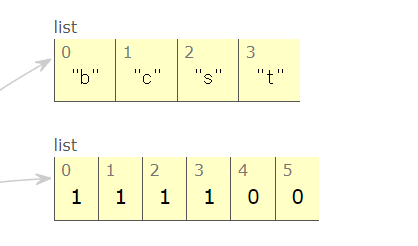 list
0 1 2 3
"b" "c" "s" "t"
list
0 1 2 3 4 5
1 1 1 1 0 0